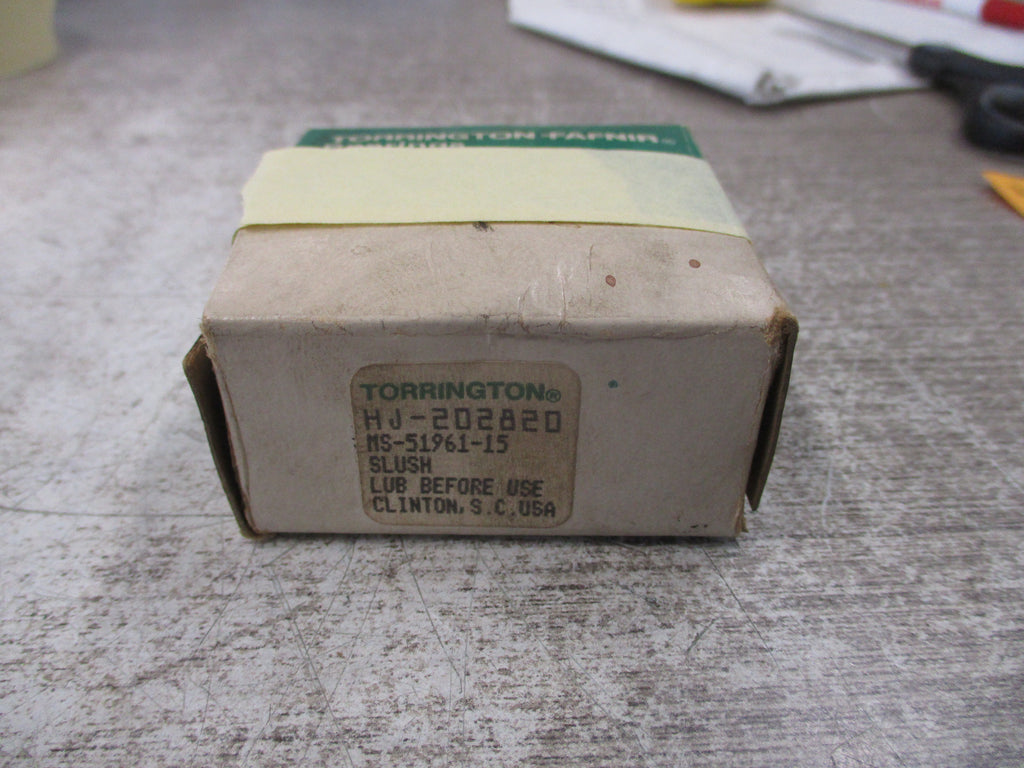 TORRINGTON-FAFNIR®
TORRINGTON®
HJ-202820
MS-51961-15
SLUSH
LUB BEFORE USE
CLINTON, S.C. USA